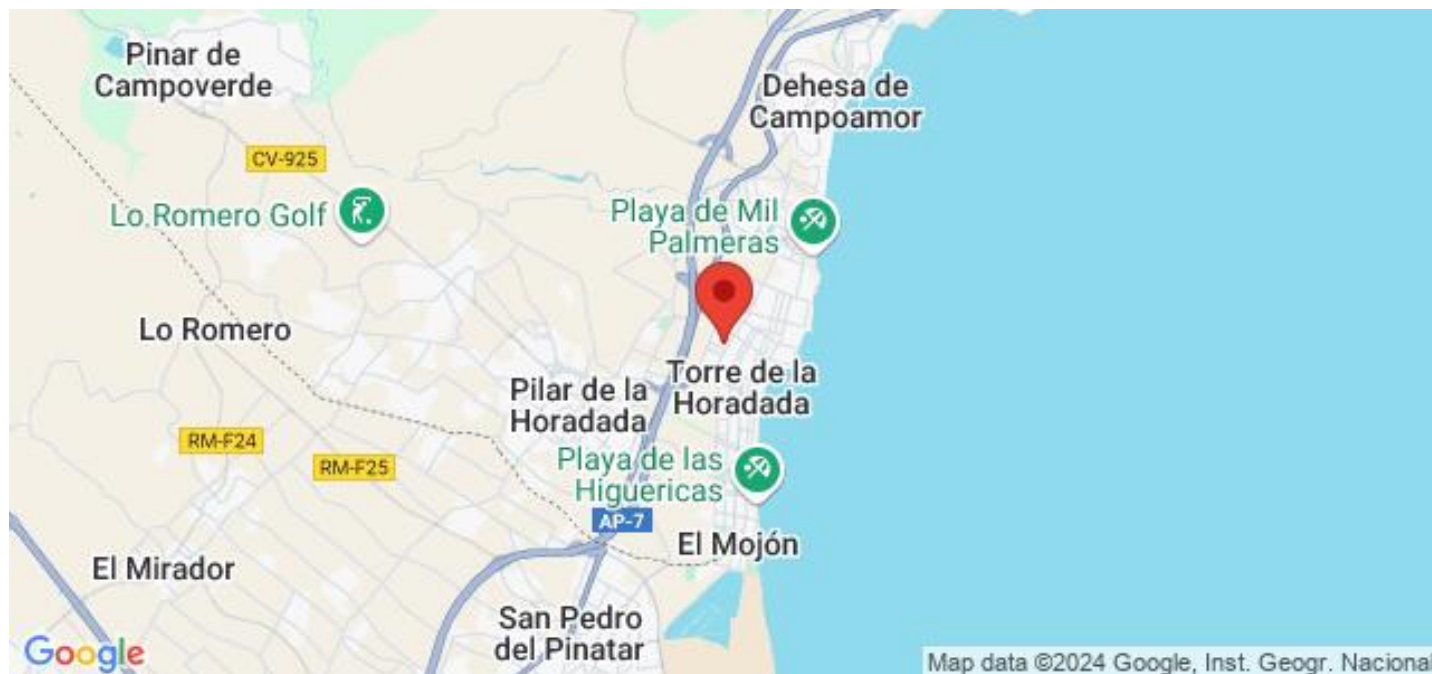 Pinar de
Campoverde
Dehesa de
Campoamor
CV-925
Lo Romero Golf
Playa de Mil
Palmeras
Lo Romero
Torre de la
Horadada
Pilar de la
Horadada
RM-F24
RM-F25
Playa de las
Higuericas
AP-7
El Mojón
El Mirador
San Pedro
del Pinatar
Google
Map data ©2024 Google, Inst. Geogr. Nacional